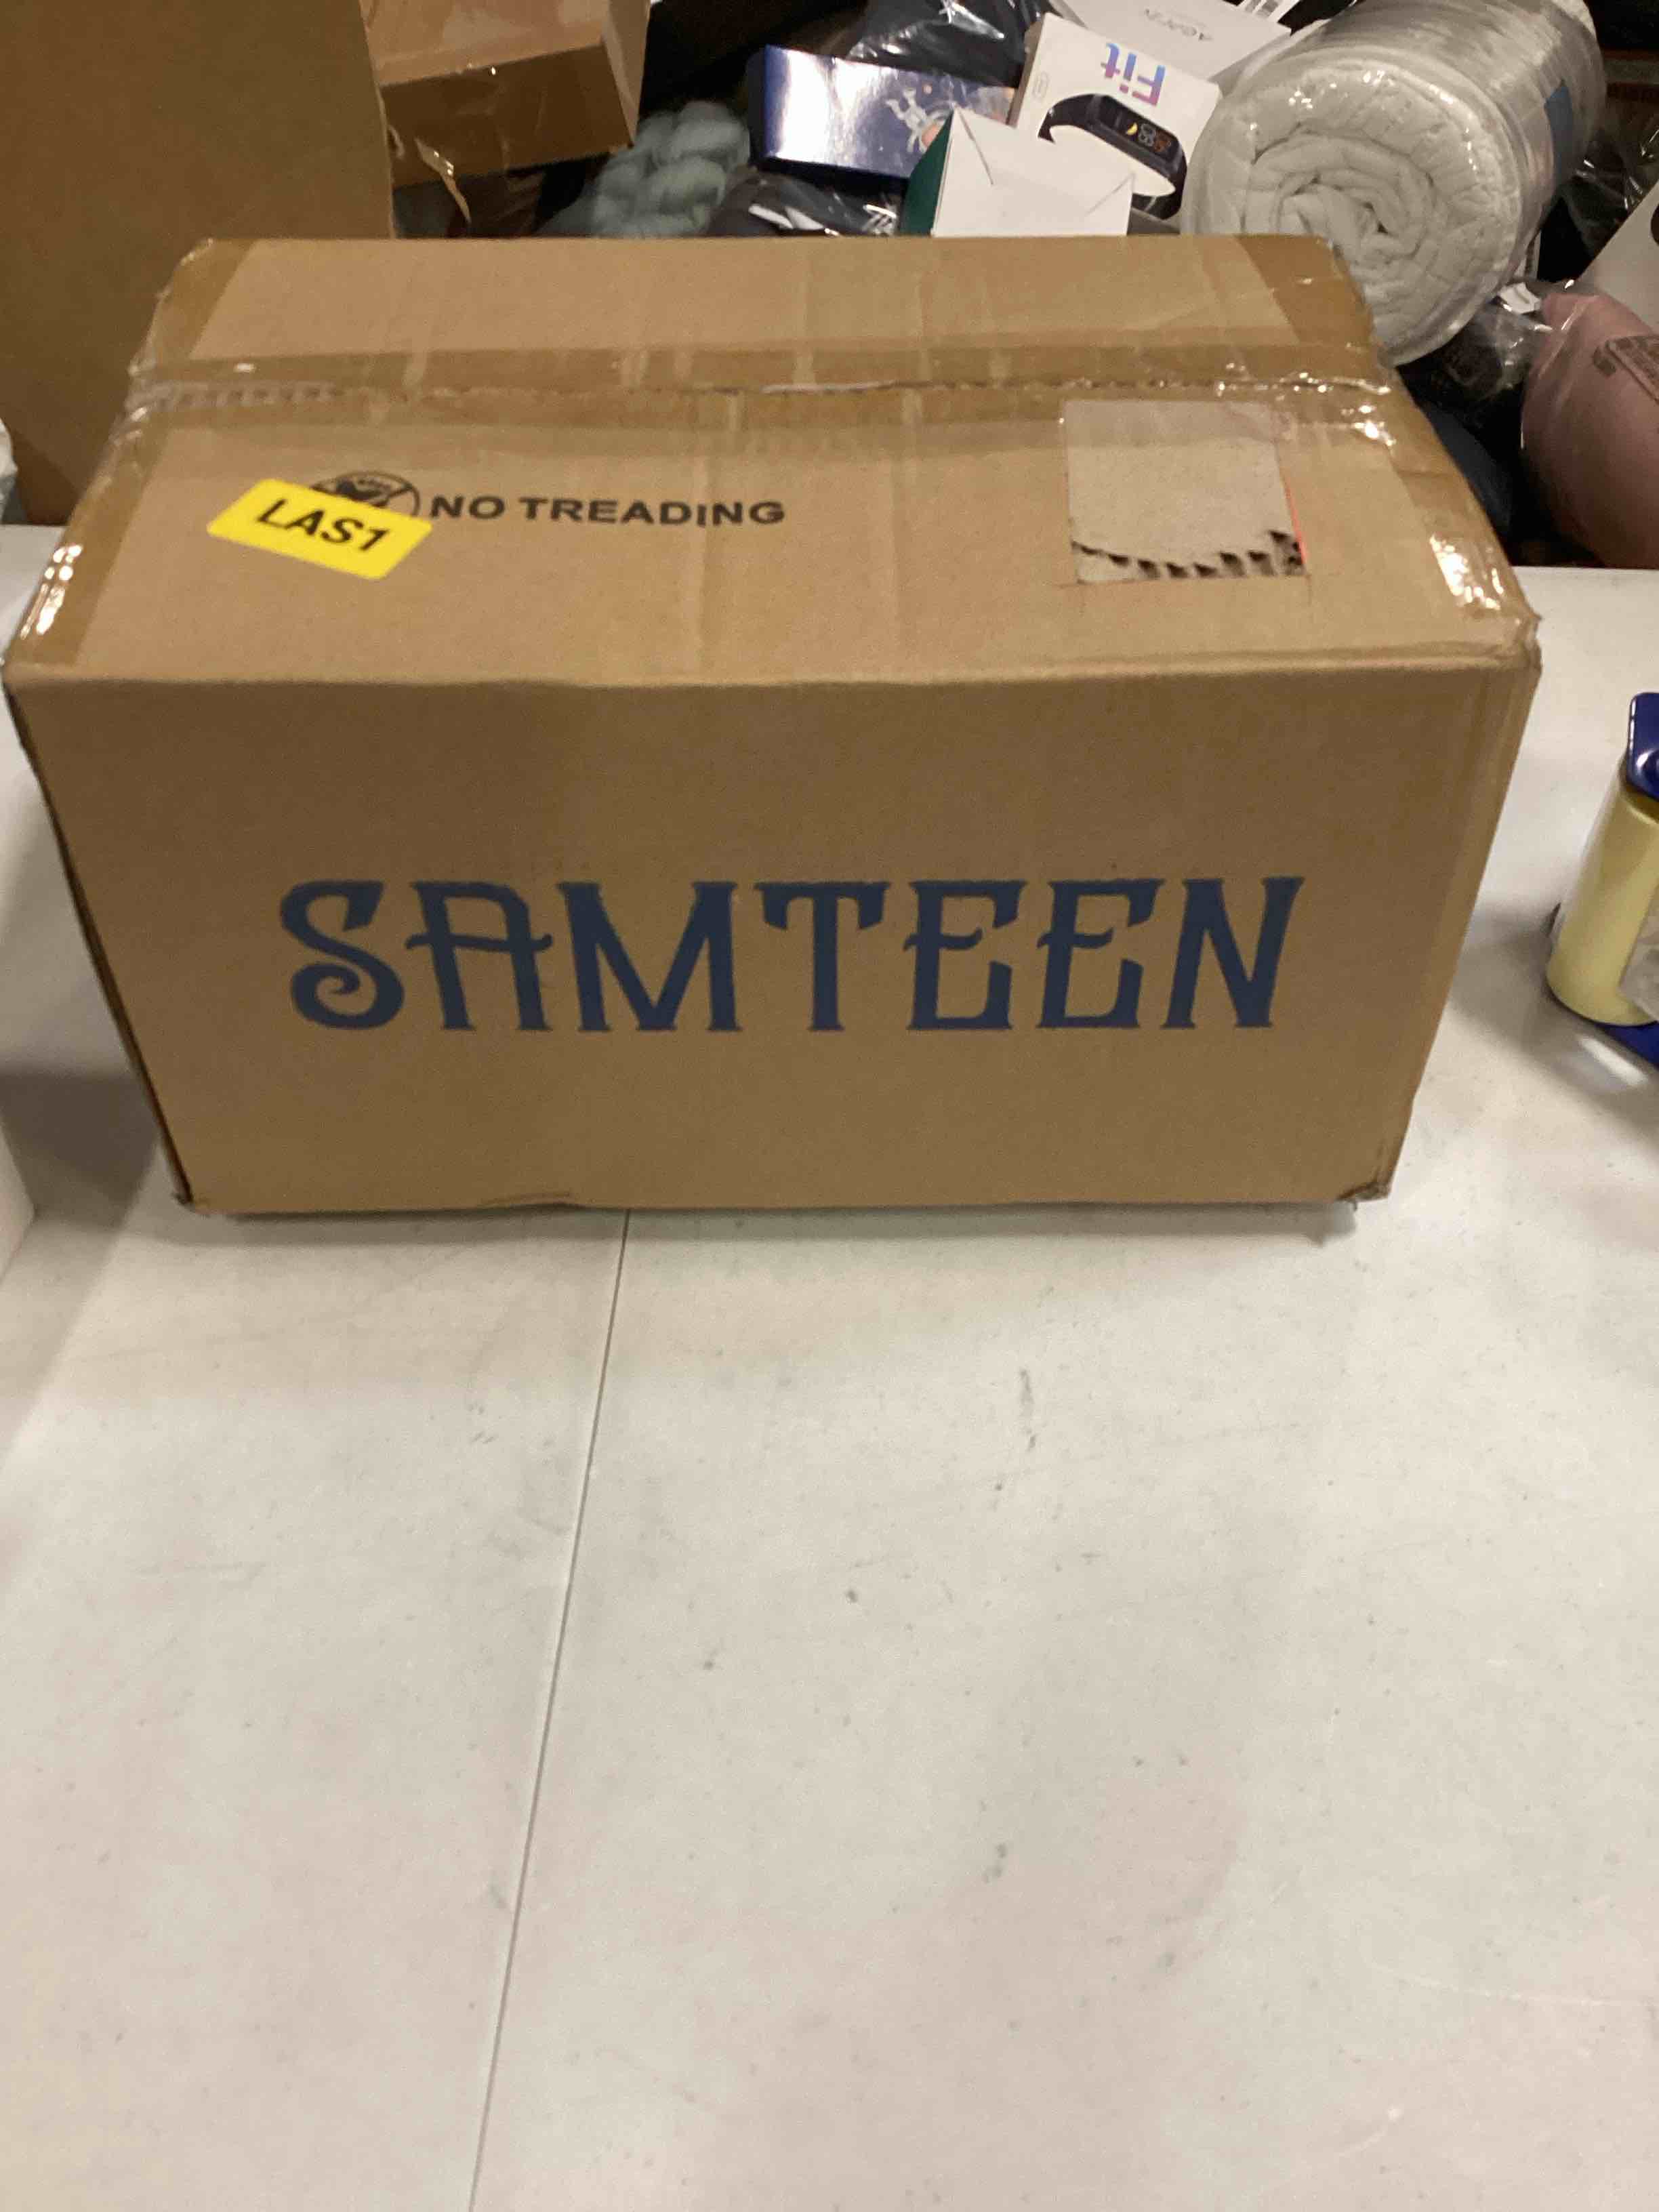 Fit
LAS1
NO TREADING
SAMTEEN